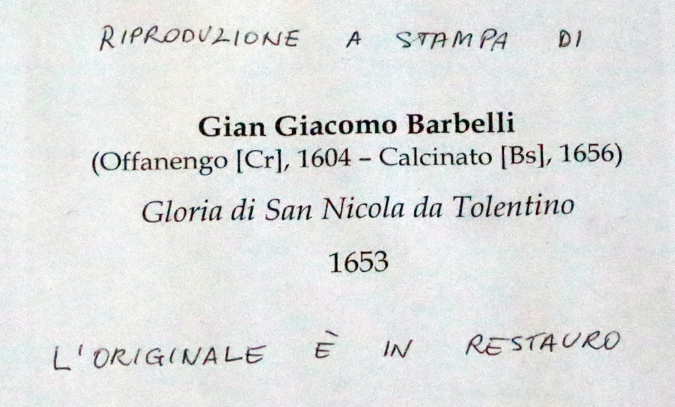 RIPRODUZIONE A STAMPA DI
Gian Giacomo Barbelli
(Offanengo [Cr], 1604 – Calcinato [Bs], 1656)
Gloria di San Nicola da Tolentino
1653
L'ORIGINALE È IN RESTAURO